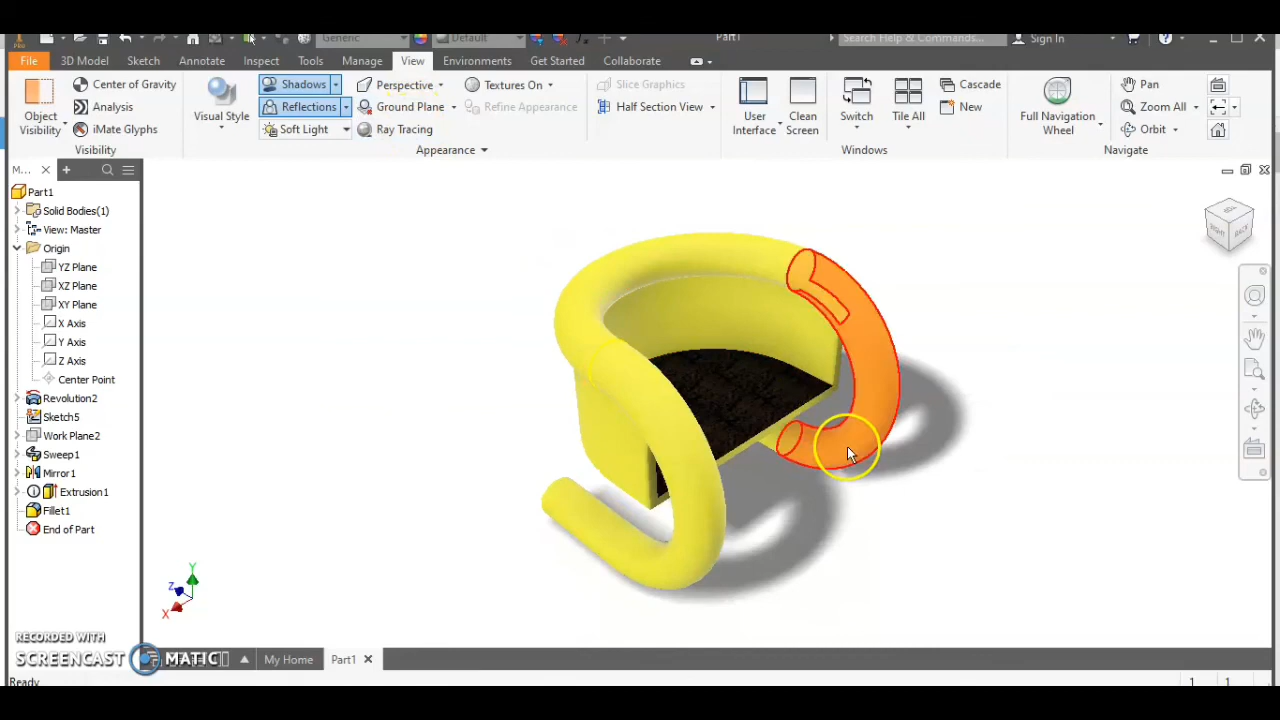 PRO
Generic
Default
Part1
Search Help & Commands...
Sign In
File
3D Model
Sketch
Annotate
Inspect
Tools
Manage
View
Environments
Get Started
Collaborate
Object
Visibility
Center of Gravity
Analysis
iMate Glyphs
Visibility
Visual Style
Shadows
Reflections
Soft Light
Perspective
Ground Plane
Ray Tracing
Textures On
Refine Appearance
Appearance
Slice Graphics
Half Section View
User
Interface
Clean
Screen
Switch
Tile All
Cascade
New
Windows
Full Navigation
Wheel
Pan
Zoom All
Orbit
Navigate
M...
Part1
Solid Bodies(1)
View: Master
Origin
YZ Plane
XZ Plane
XY Plane
X Axis
Y Axis
Z Axis
Center Point
Revolution2
Sketch5
Work Plane2
Sweep1
Mirror1
Extrusion1
Fillet1
End of Part
Y
Z
X
RECORDED WITH
SCREENCAST MATIC
My Home
Part1
Ready
1 1